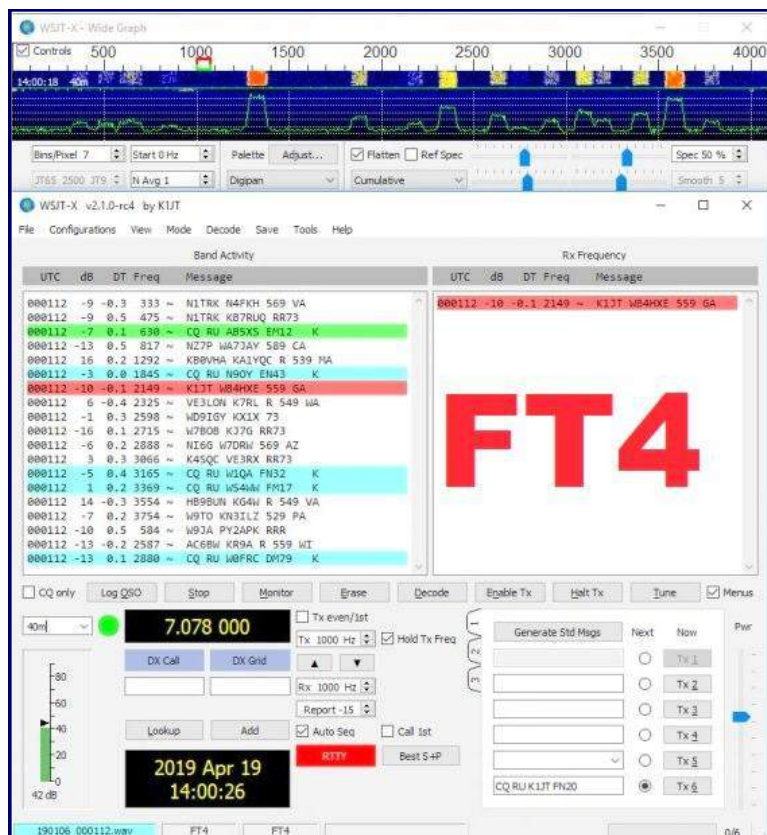 WSJT-X - Wide Graph
Controls 500 1000 1500 2000 2500 3000 3500 4000
14:00:18 40m
Bins/Pixel 7 Start 0 Hz Palette Adjust... Flatten Ref Spec Spec 50 %
JT65 2500 JT9 N Avg 1 Digipan Cumulative Smooth 5
WSJT-X v2.1.0-rc4 by K1JT
File Configurations View Mode Decode Save Tools Help
Band Activity Rx Frequency
UTC dB DT Freq Message UTC dB DT Freq Message
000112 -9 -0.3 333 ~ N1TRK N4FKH 569 VA 000112 -10 -0.1 2149 ~ K1JT WB4HXE 559 GA
000112 -9 0.5 475 ~ N1TRK KB7RUQ RR73
000112 -7 0.1 630 ~ CQ RU AB5XS EM12 K
000112 -13 0.5 817 ~ NZ7P WA7JAY 589 CA
000112 16 0.2 1292 ~ KB0VHA KA1YQC R 539 MA
000112 -3 0.0 1845 ~ CQ RU N9OY EN43 K
000112 -10 -0.1 2149 ~ K1JT WB4HXE 559 GA
000112 6 -0.4 2325 ~ VE3LON K7RL R 549 WA
000112 -1 0.3 2598 ~ WD9IGY KX1X 73
000112 -16 0.1 2715 ~ W7BOB KJ7G RR73
000112 -6 0.2 2888 ~ NI6G W7DRW 569 AZ
000112 3 0.3 3066 ~ K4SQC VE3RX RR73
000112 -5 0.4 3165 ~ CQ RU W1QA FN32 K
000112 1 0.2 3369 ~ CQ RU WS4WW FM17 K
000112 14 -0.3 3554 ~ HB9BUN KG4W R 549 VA
000112 -7 0.2 3754 ~ W9TO KN3ILZ 529 PA
000112 -10 0.5 584 ~ W9JA PY2APK RRR
000112 -13 -0.2 2587 ~ AC6BW KR9A R 559 WI
000112 -13 0.1 2880 ~ CQ RU W0FRC DM79 K
FT4
CQ only Log QSO Stop Monitor Erase Decode Enable Tx Halt Tx Tune Menus
40m 7.078 000 Tx even/1st
Tx 1000 Hz Hold Tx Freq
DX Call DX Grid
Rx 1000 Hz
Report -15
Lookup Add Auto Seq Call 1st
RTTY Best S+P
2019 Apr 19
14:00:26
80
60
40
20
0
42 dB
1
2
3
Generate Std Msgs Next Now Pwr
Tx 1
Tx 2
Tx 3
Tx 4
Tx 5
CQ RU K1JT FN20 Tx 6
190106_000112.wav FT4 FT4 0/6